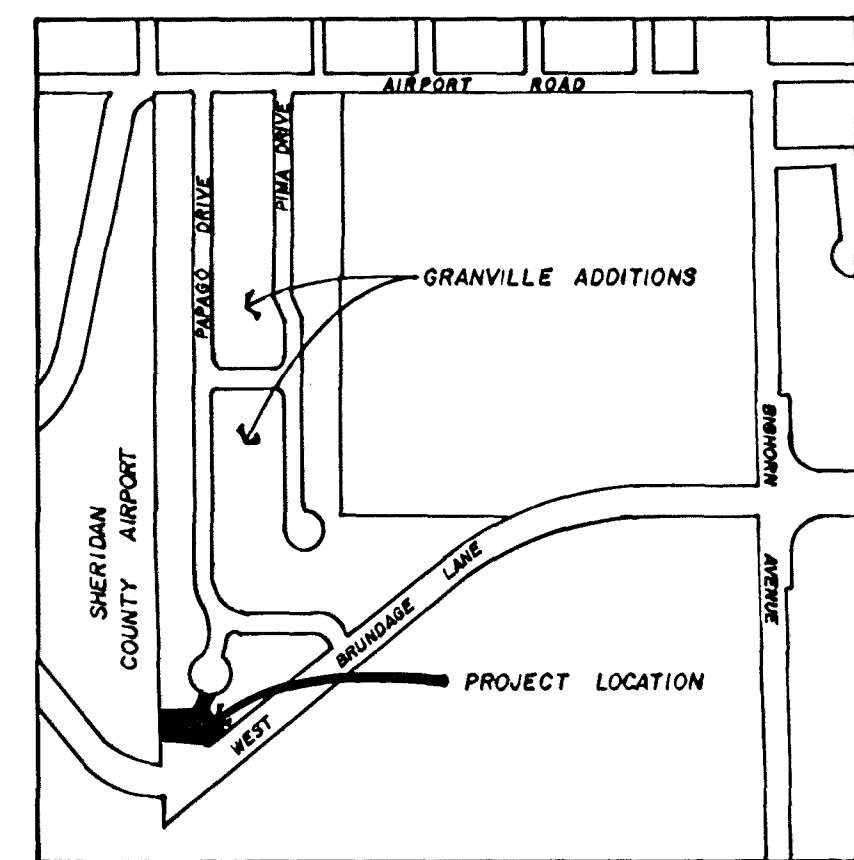 AIRPORT ROAD
PIMA DRIVE
PAPAGO DRIVE
GRANVILLE ADDITIONS
BIGHORN
AVENUE
SHERIDAN
COUNTY AIRPORT
WEST BRUNDAGE LANE
PROJECT LOCATION